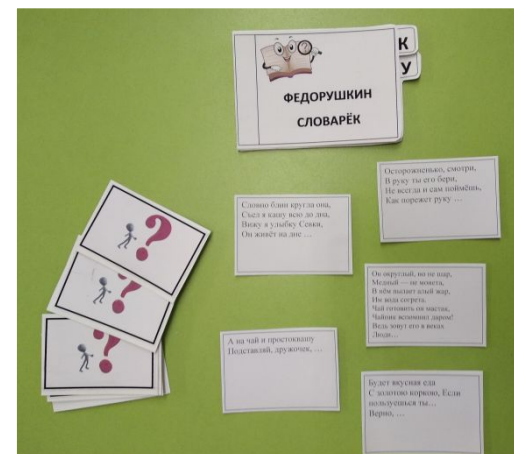 К
У
ФЕДОРУШКИН
СЛОВАРЁК
Осторожненько, смотри,
В руку ты его бери,
Не всегда и сам поймёшь,
Как порежет руку …
Словно блин кругла она,
Съел я кашу всю до дна,
Вижу я улыбку Севки,
Он живёт на дне …
Он округлый, но не шар,
Медный — не монета,
В нём пылает алый жар,
Им вода согрета.
Чай готовить он мастак,
Чайник вспомнил даром!
Ведь зовут его в веках
Люди…
А на чай и простоквашу
Подставляй, дружочек, …
Будет вкусная еда
С золотою коркою, Если
пользуешься ты…
Верно, …